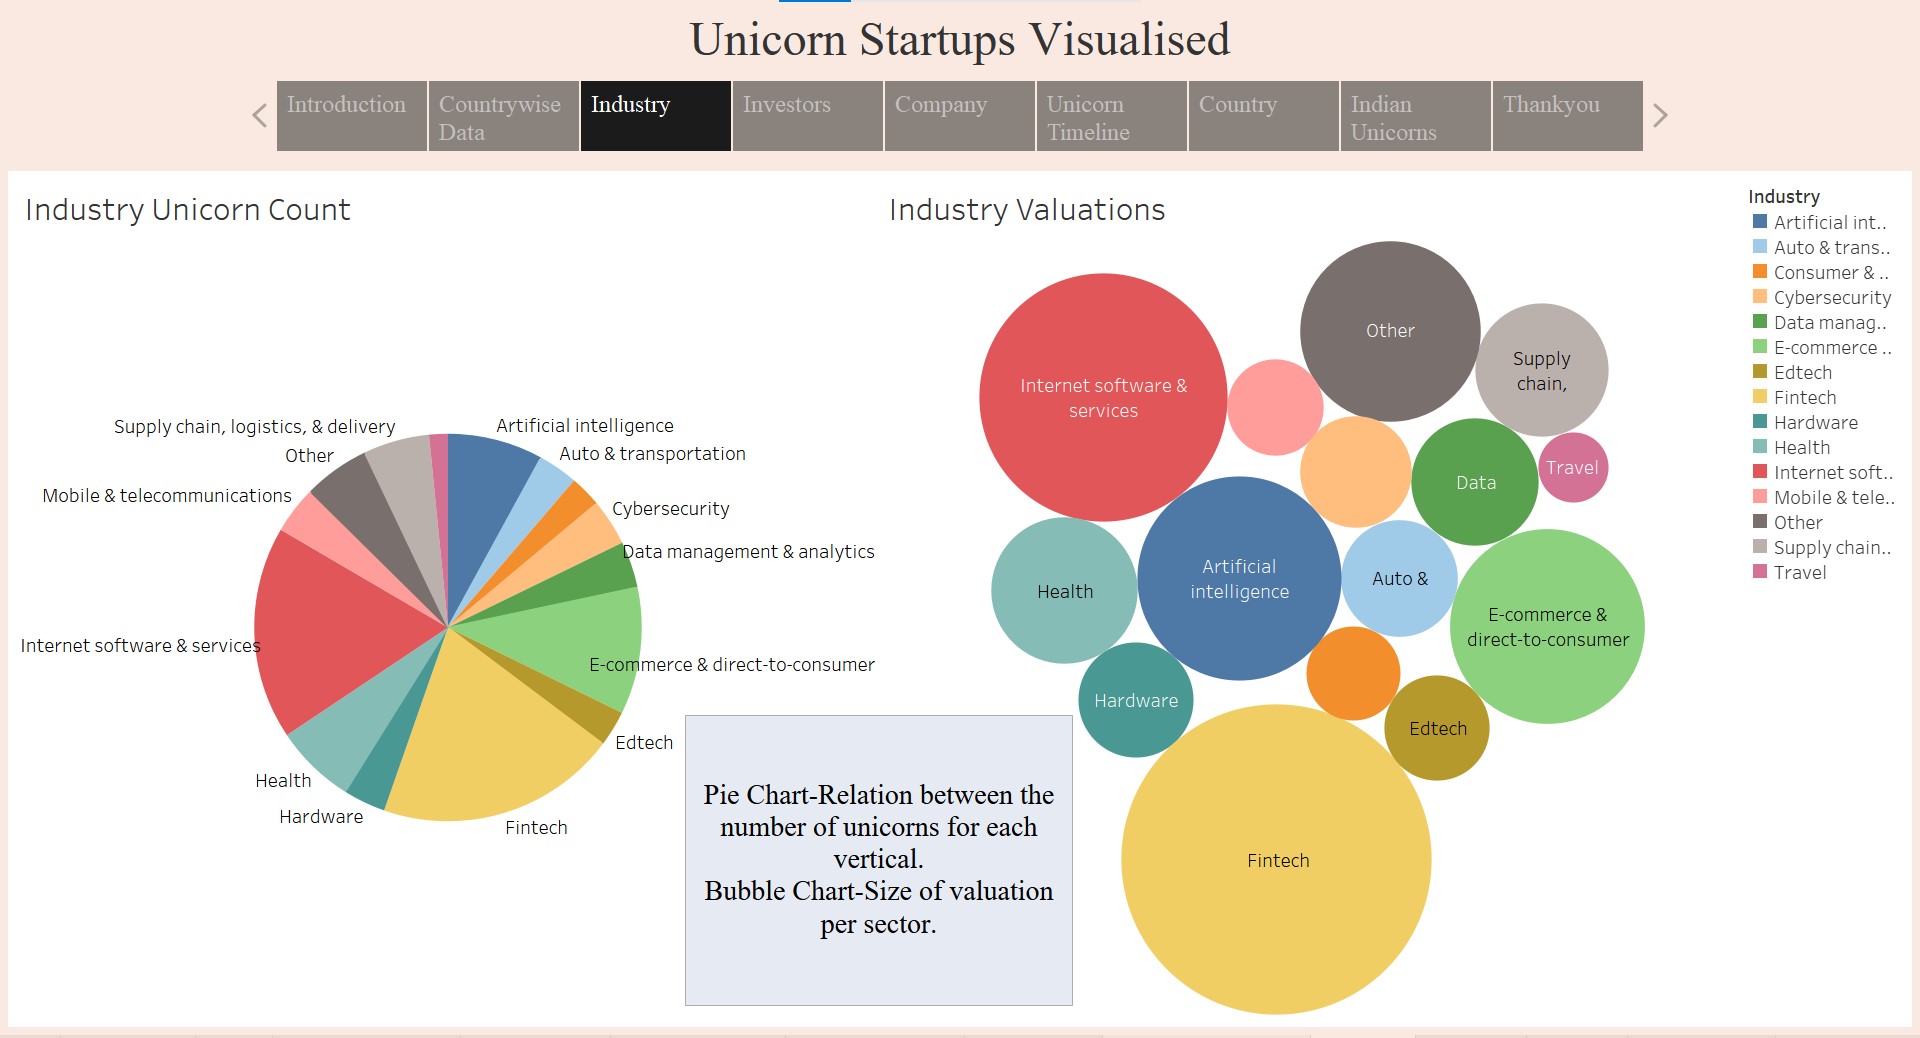 Unicorn Startups Visualised
Introduction
Countrywise
Data
Industry
Investors
Company
Unicorn
Timeline
Country
Indian
Unicorns
Thankyou
Industry Unicorn Count
Supply chain, logistics, & delivery
Artificial intelligence
Other
Auto & transportation
Mobile & telecommunications
Cybersecurity
Data management & analytics
Internet software & services
E-commerce & direct-to-consumer
Edtech
Health
Hardware
Fintech
Pie Chart-Relation between the
number of unicorns for each
vertical.
Bubble Chart-Size of valuation
per sector.
Industry Valuations
Other
Supply
chain,
Internet software &
services
Travel
Data
Artificial
intelligence
Auto &
Health
E-commerce &
direct-to-consumer
Hardware
Edtech
Fintech
Industry
Artificial int..
Auto & trans..
Consumer & ..
Cybersecurity
Data manag..
E-commerce ..
Edtech
Fintech
Hardware
Health
Internet soft..
Mobile & tele..
Other
Supply chain..
Travel